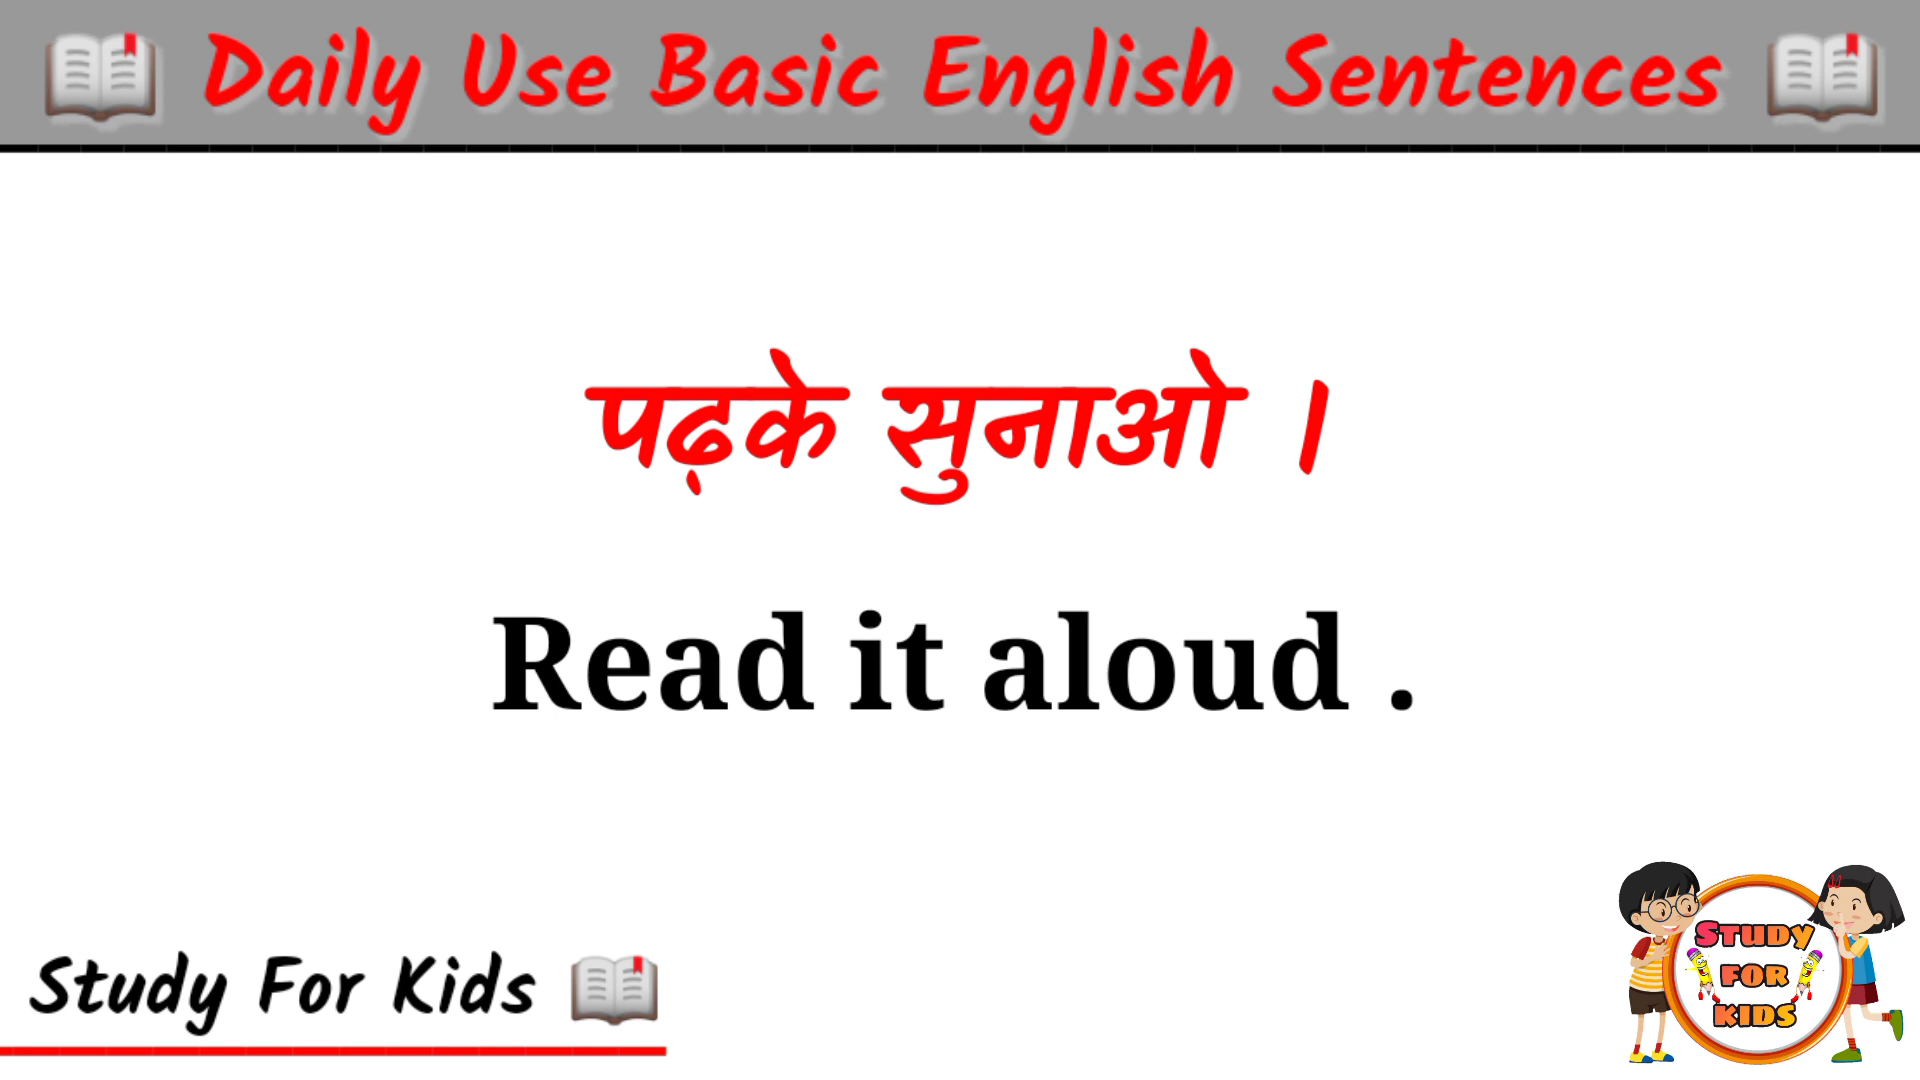 📖 Daily Use Basic English Sentences 📖
पढ़के सुनाओ ।
Read it aloud .
Study For Kids 📖
STUDY
FOR
KIDS